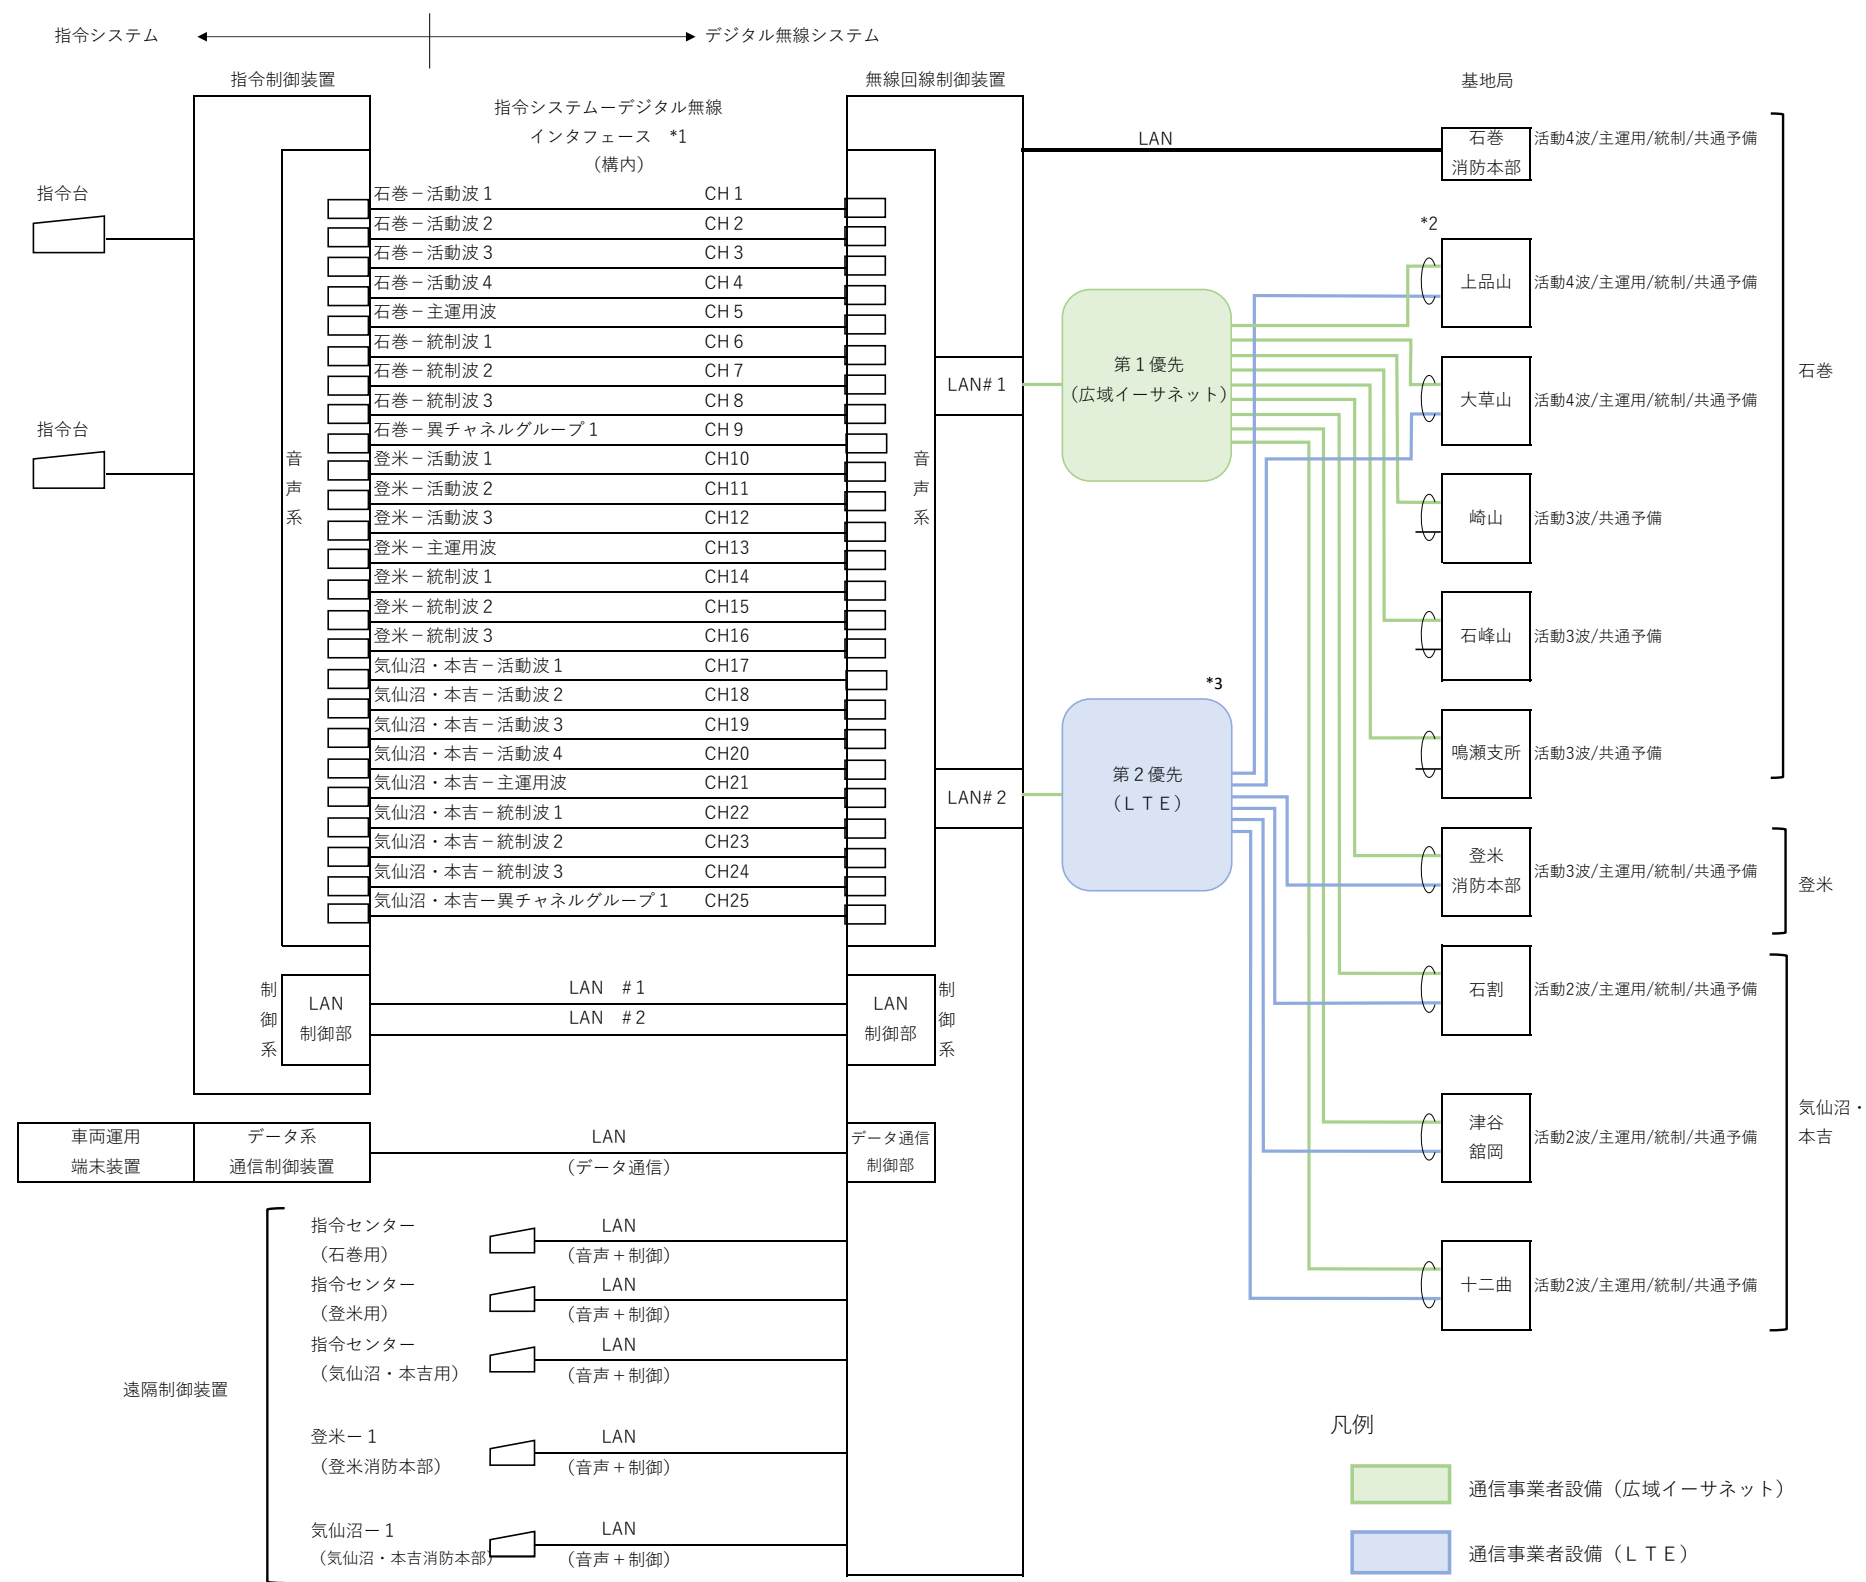 指令システム
デジタル無線システム
指令制御装置
無線回線制御装置
基地局
指令システムーデジタル無線
インタフェース　*1
（構内）
指令台
指令台
音
声
系
石巻－活動波１ CH 1
石巻－活動波２ CH 2
石巻－活動波３ CH 3
石巻－活動波４ CH 4
石巻－主運用波 CH 5
石巻－統制波１ CH 6
石巻－統制波２ CH 7
石巻－統制波３ CH 8
石巻－異チャネルグループ１ CH 9
登米－活動波１ CH10
登米－活動波２ CH11
登米－活動波３ CH12
登米－主運用波 CH13
登米－統制波１ CH14
登米－統制波２ CH15
登米－統制波３ CH16
気仙沼・本吉－活動波１ CH17
気仙沼・本吉－活動波２ CH18
気仙沼・本吉－活動波３ CH19
気仙沼・本吉－活動波４ CH20
気仙沼・本吉－主運用波 CH21
気仙沼・本吉－統制波１ CH22
気仙沼・本吉－統制波２ CH23
気仙沼・本吉－統制波３ CH24
気仙沼・本吉ー異チャネルグループ１ CH25
音
声
系
LAN#１
LAN#２
制
御
系
LAN
制御部
LAN　#１
LAN　#２
LAN
制御部
制
御
系
車両運用
端末装置
データ系
通信制御装置
LAN
（データ通信）
データ通信
制御部
遠隔制御装置
指令センター
（石巻用）
LAN
（音声＋制御）
指令センター
（登米用）
LAN
（音声＋制御）
指令センター
（気仙沼・本吉用）
LAN
（音声＋制御）
登米ー１
（登米消防本部）
LAN
（音声＋制御）
気仙沼ー１
（気仙沼・本吉消防本部）
LAN
（音声＋制御）
LAN
第１優先
（広域イーサネット）
*3
第２優先
（ＬＴＥ）
石巻
消防本部
活動4波/主運用/統制/共通予備
*2
上品山
活動4波/主運用/統制/共通予備
大草山
活動4波/主運用/統制/共通予備
崎山
活動3波/共通予備
石峰山
活動3波/共通予備
鳴瀬支所
活動3波/共通予備
石巻
登米
消防本部
活動3波/主運用/統制/共通予備
登米
石割
活動2波/主運用/統制/共通予備
津谷
舘岡
活動2波/主運用/統制/共通予備
十二曲
活動2波/主運用/統制/共通予備
気仙沼・
本吉
凡例
通信事業者設備（広域イーサネット）
通信事業者設備（ＬＴＥ）